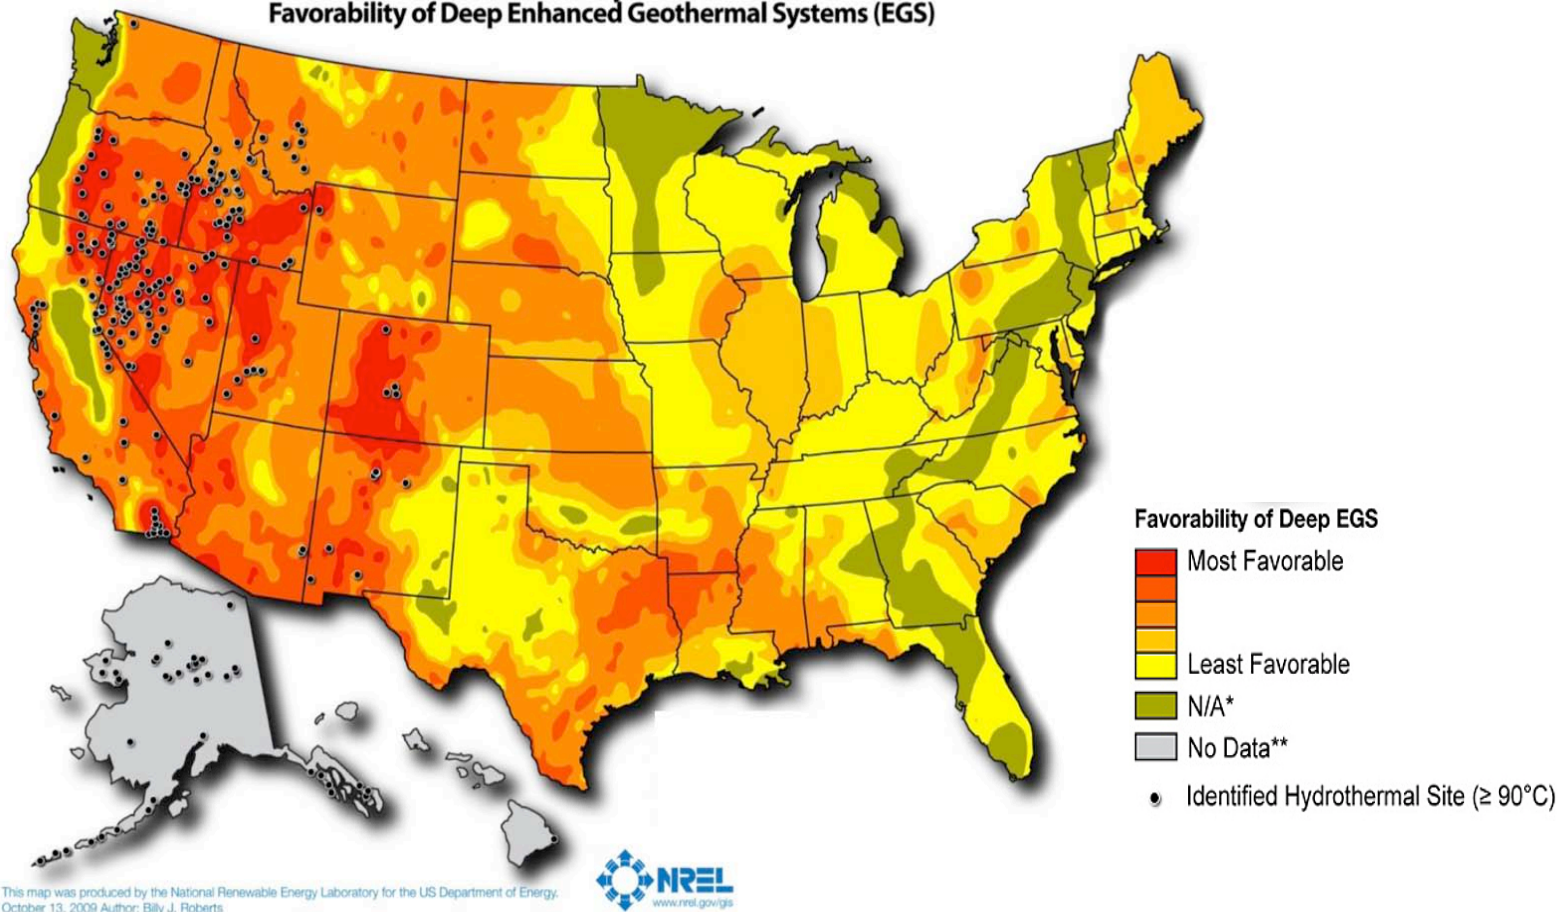 Favorability of Deep Enhanced Geothermal Systems (EGS)
Favorability of Deep EGS
Most Favorable
Least Favorable
N/A*
No Data**
Identified Hydrothermal Site (≥ 90°C)
NREL
www.nrel.gov/gis
This map was produced by the National Renewable Energy Laboratory for the US Department of Energy.
October 13, 2009 Author: Billy J. Roberts